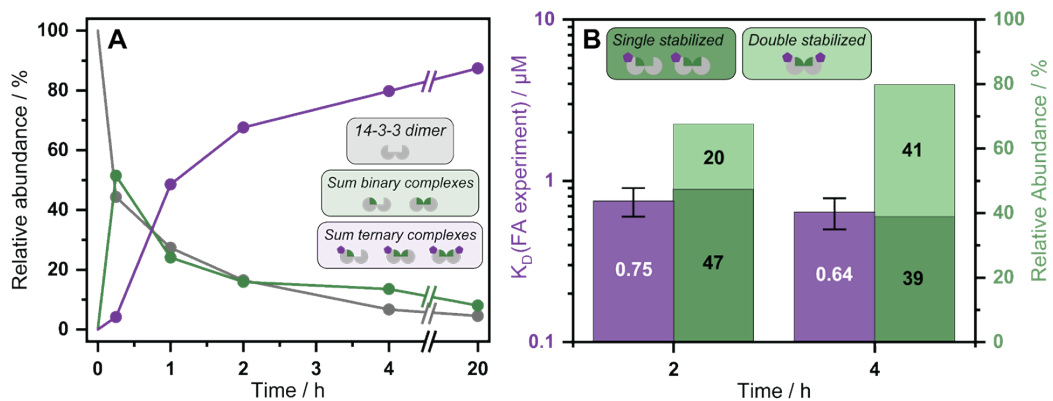 A
Relative abundance / %
100
80
60
40
20
0
14-3-3 dimer
Sum binary complexes
Sum ternary complexes
0 1 2 3 4 20
Time / h
B
K_D(FA experiment) / µM
10
1
0.1
Single stabilized
Double stabilized
0.75
20
47
0.64
41
39
2 4
Time / h
100
80
60
40
20
0
Relative Abundance / %